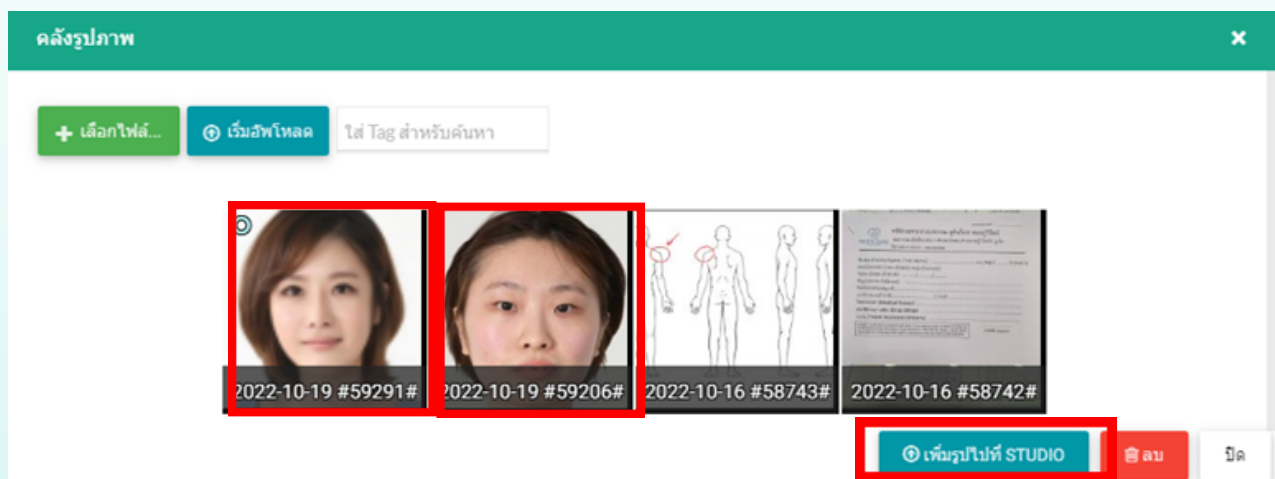 คลังรูปภาพ
เลือกไฟล์...
เริ่มอัพโหลด
ใส่ Tag สำหรับค้นหา
2022-10-19 #59291#
2022-10-19 #59206#
2022-10-16 #58743#
2022-10-16 #58742#
เพิ่มรูปไปที่ STUDIO
ลบ
ปิด